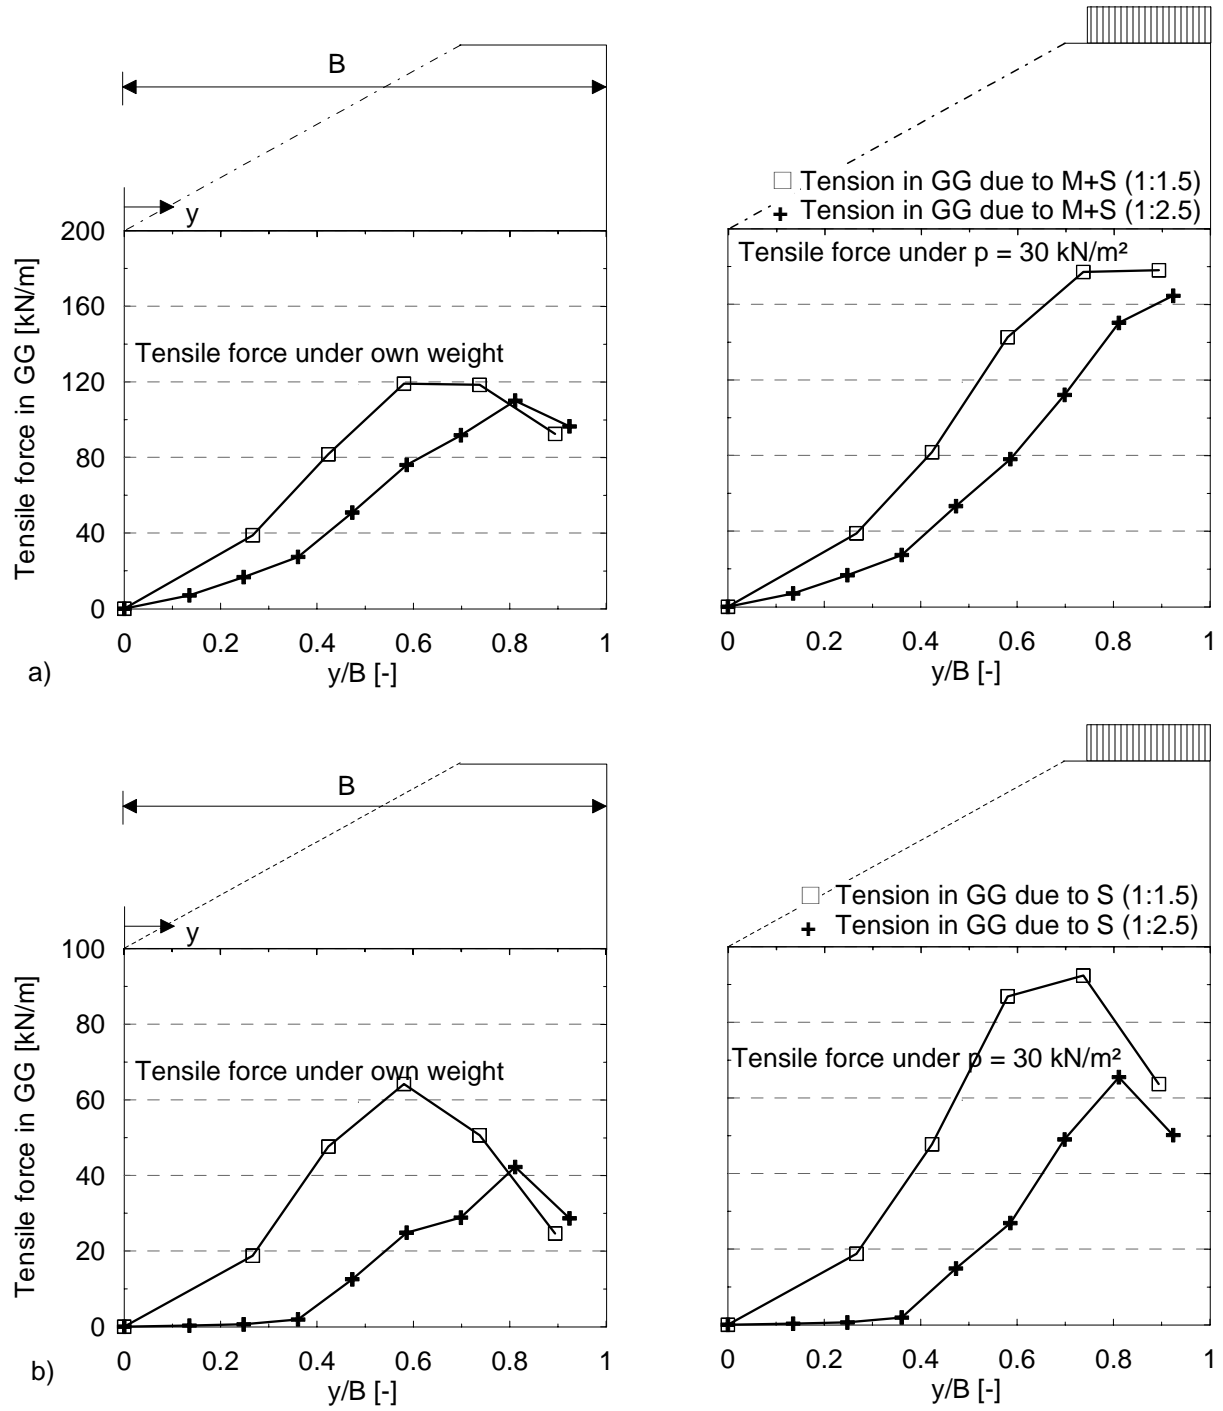 B
y
Tension in GG due to M+S (1:1.5)
Tension in GG due to M+S (1:2.5)
200
160
120
80
40
0
Tensile force in GG [kN/m]
Tensile force under own weight
0 0.2 0.4 0.6 0.8 1
y/B [-]
Tensile force under p = 30 kN/m²
0 0.2 0.4 0.6 0.8 1
y/B [-]
a)
B
y
Tension in GG due to S (1:1.5)
Tension in GG due to S (1:2.5)
100
80
60
40
20
0
Tensile force in GG [kN/m]
Tensile force under own weight
0 0.2 0.4 0.6 0.8 1
y/B [-]
Tensile force under p = 30 kN/m²
0 0.2 0.4 0.6 0.8 1
y/B [-]
b)